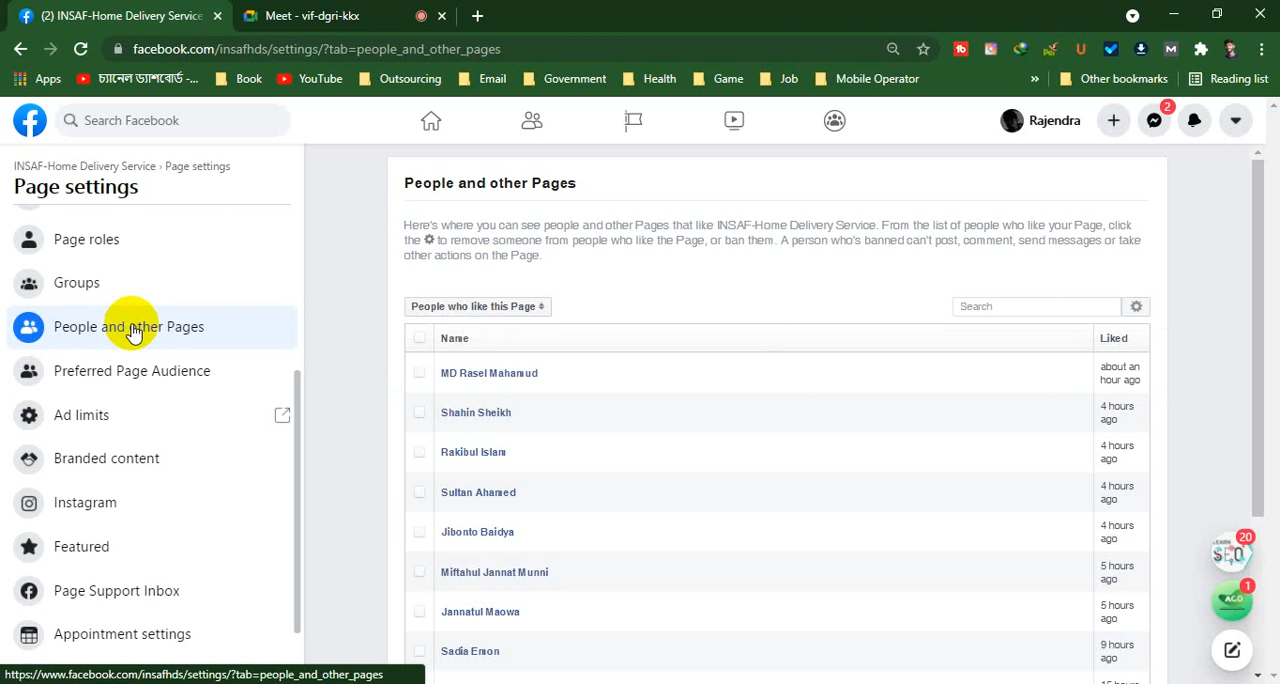 (2) INSAF-Home Delivery Service
Meet - vif-dgri-kkx
facebook.com/insafhds/settings/?tab=people_and_other_pages
Apps
চ্যানেল ড্যাশবোর্ড -...
Book
YouTube
Outsourcing
Email
Government
Health
Game
Job
Mobile Operator
»
Other bookmarks
Reading list
Search Facebook
Rajendra
2
INSAF-Home Delivery Service › Page settings
Page settings
Page roles
Groups
People and other Pages
Preferred Page Audience
Ad limits
Branded content
Instagram
Featured
Page Support Inbox
Appointment settings
https://www.facebook.com/insafhds/settings/?tab=people_and_other_pages
People and other Pages
Here's where you can see people and other Pages that like INSAF-Home Delivery Service. From the list of people who like your Page, click
the to remove someone from people who like the Page, or ban them. A person who's banned can't post, comment, send messages or take
other actions on the Page.
People who like this Page
Search
Name
Liked
MD Rasel Mahamud
about an
hour ago
Shahin Sheikh
4 hours
ago
Rakibul Islam
4 hours
ago
Sultan Ahamed
4 hours
ago
Jibonto Baidya
4 hours
ago
Miftahul Jannat Munni
5 hours
ago
Jannatul Maowa
5 hours
ago
Sadia Emon
9 hours
ago
LEARN
SEO
20
ACD
1